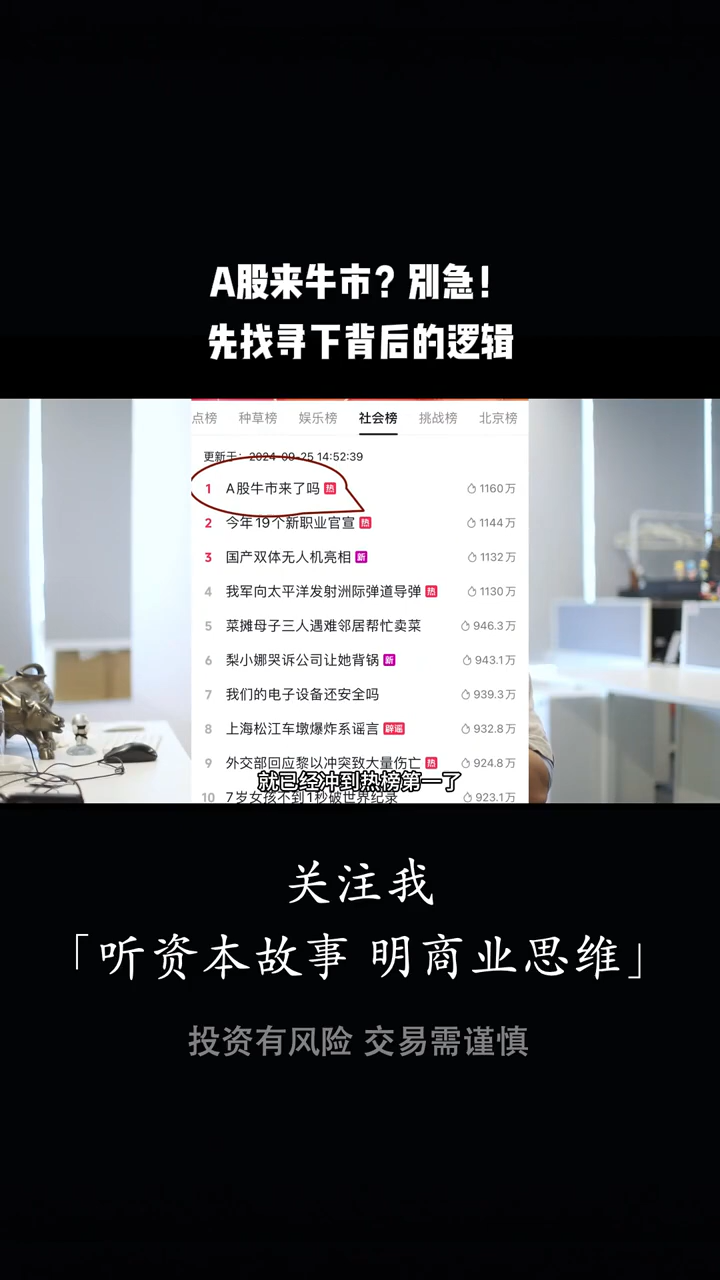 A股来牛市？别急！
先找寻下背后的逻辑
点榜 种草榜 娱乐榜 社会榜 挑战榜 北京榜
更新于：2024-09-25 14:52:39
1 A股牛市来了吗 热 1160万
2 今年19个新职业官宣 热 1144万
3 国产双体无人机亮相 新 1132万
4 我军向太平洋发射洲际弹道导弹 热 1130万
5 菜摊母子三人遇难邻居帮忙卖菜 946.3万
6 梨小娜哭诉公司让她背锅 新 943.1万
7 我们的电子设备还安全吗 939.3万
8 上海松江车墩爆炸系谣言 辟谣 932.8万
9 外交部回应黎以冲突致大量伤亡 热 924.8万
就已经冲到热榜第一了
10 7岁女孩不到1秒破世界纪录 923.1万
关注我
「听资本故事 明商业思维」
投资有风险 交易需谨慎